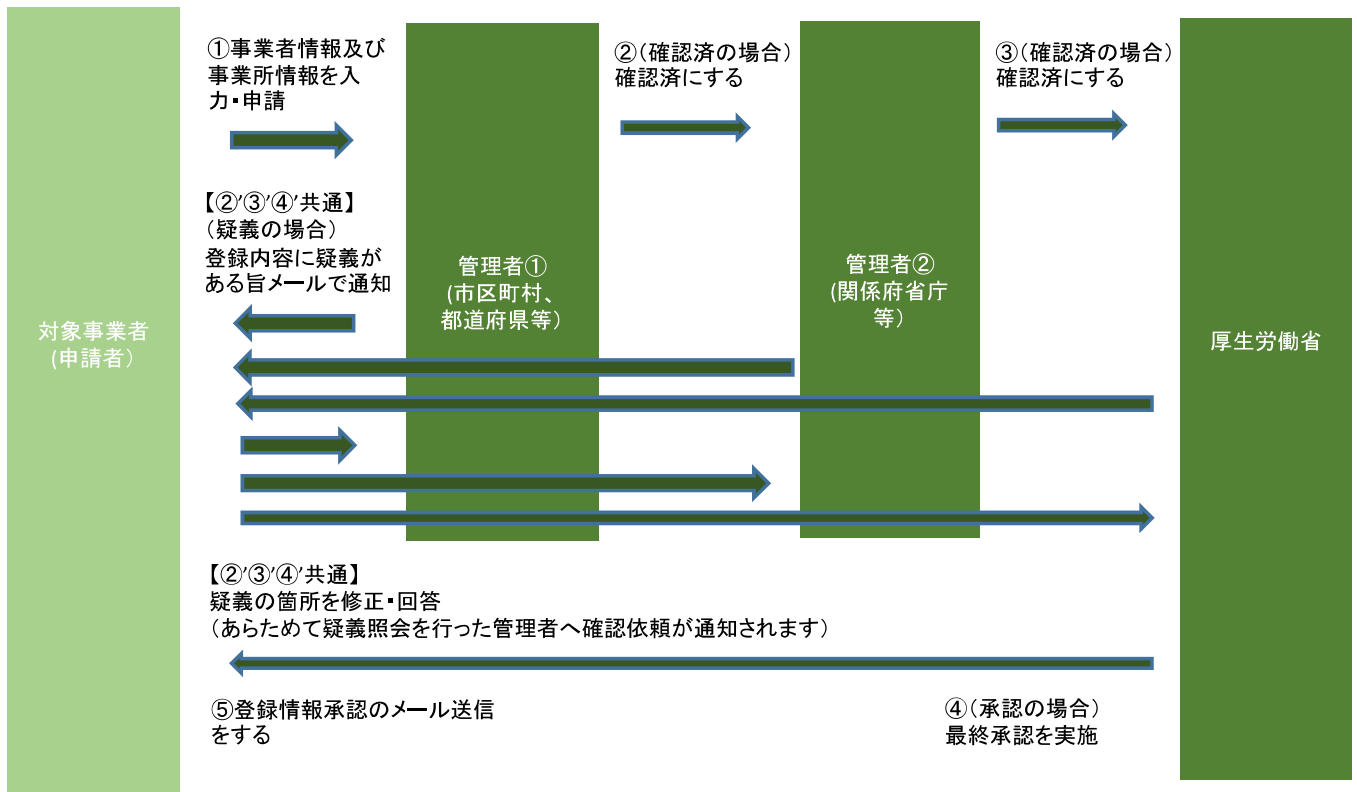 ①事業者情報及び
事業所情報を入
力・申請
②（確認済の場合）
確認済にする
③（確認済の場合）
確認済にする
【②’③’④’共通】
（疑義の場合）
登録内容に疑義が
ある旨メールで通知
対象事業者
(申請者）
管理者①
(市区町村、
都道府県等）
管理者②
(関係府省庁
等）
厚生労働省
【②’③’④’共通】
疑義の箇所を修正・回答
（あらためて疑義照会を行った管理者へ確認依頼が通知されます）
⑤登録情報承認のメール送信
をする
④（承認の場合）
最終承認を実施